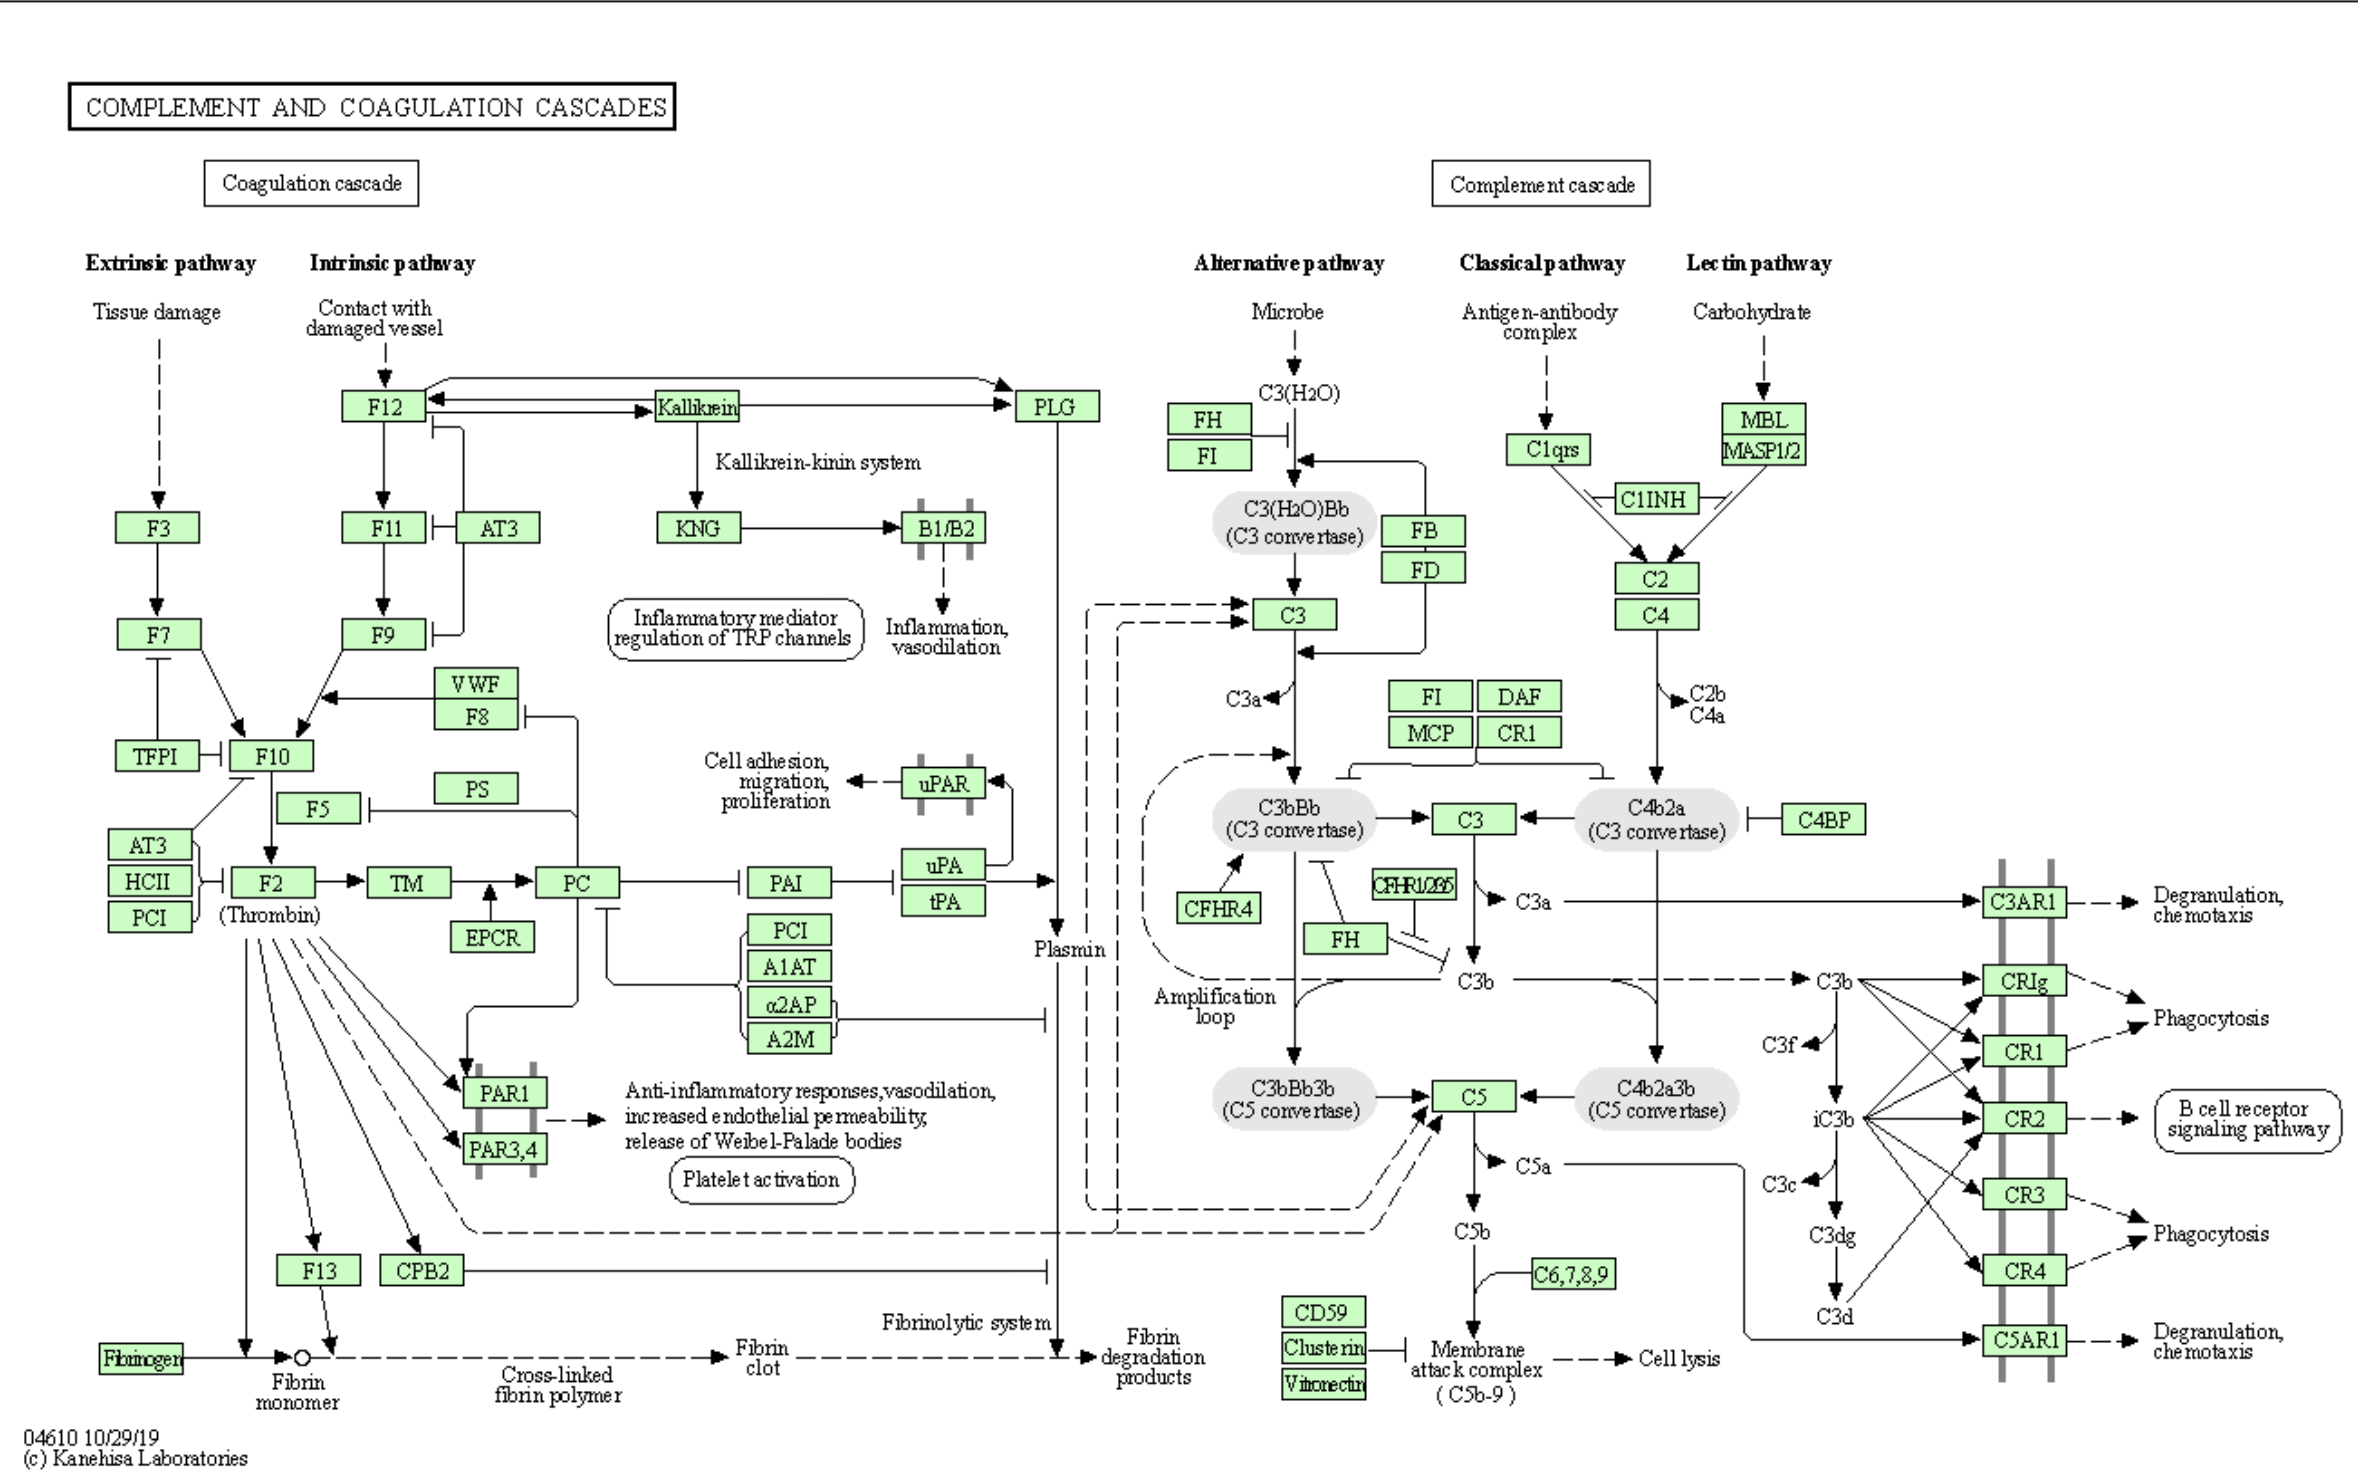 COMPLEMENT AND COAGULATION CASCADES
Coagulation cascade
Complement cascade
Extrinsic pathway
Intrinsic pathway
Alternative pathway
Classical pathway
Lectin pathway
Tissue damage
Contact with
damaged vessel
Microbe
Antigen-antibody
complex
Carbohydrate
F12
Kallikrein
PLG
C3(H2O)
FH
FI
MBL
MASP1/2
C1qrs
Kallikrein-kinin system
C1INH
F3
F11
AT3
KNG
B1/B2
C3(H2O)Bb
(C3 convertase)
FB
FD
C2
C4
F7
F9
Inflammatory mediator
regulation of TRP channels
Inflammation,
vasodilation
C3
VWF
F8
C3a
FI
DAF
MCP
CR1
C2b
C4a
TFPI
F10
Cell adhesion,
migration,
proliferation
uPAR
PS
F5
C3bBb
(C3 convertase)
C3
C4b2a
(C3 convertase)
C4BP
AT3
HCII
PCI
F2
(Thrombin)
TM
PC
PAI
uPA
tPA
EPCR
CFHR4
FH
C3a
C3AR1
Degranulation,
chemotaxis
PCI
A1AT
α2AP
A2M
Plasmin
Amplification
loop
C3b
C3b
CRIg
Phagocytosis
C3f
CR1
PAR1
PAR3,4
Anti-inflammatory responses,vasodilation,
increased endothelial permeability,
release of Weibel-Palade bodies
Platelet activation
C3bBb3b
(C5 convertase)
C5
C4b2a3b
(C5 convertase)
iC3b
CR2
B cell receptor
signaling pathway
C5a
C3c
CR3
C5b
C3dg
Phagocytosis
F13
CPB2
C6,7,8,9
CR4
C3d
CD59
Clusterin
Vitronectin
Fibrinolytic system
Fibrinogen
Fibrin
monomer
Cross-linked
fibrin polymer
Fibrin
clot
Fibrin
degradation
products
Membrane
attack complex
( C5b-9 )
Cell lysis
C5AR1
Degranulation,
chemotaxis
04610 10/29/19
(c) Kanehisa Laboratories